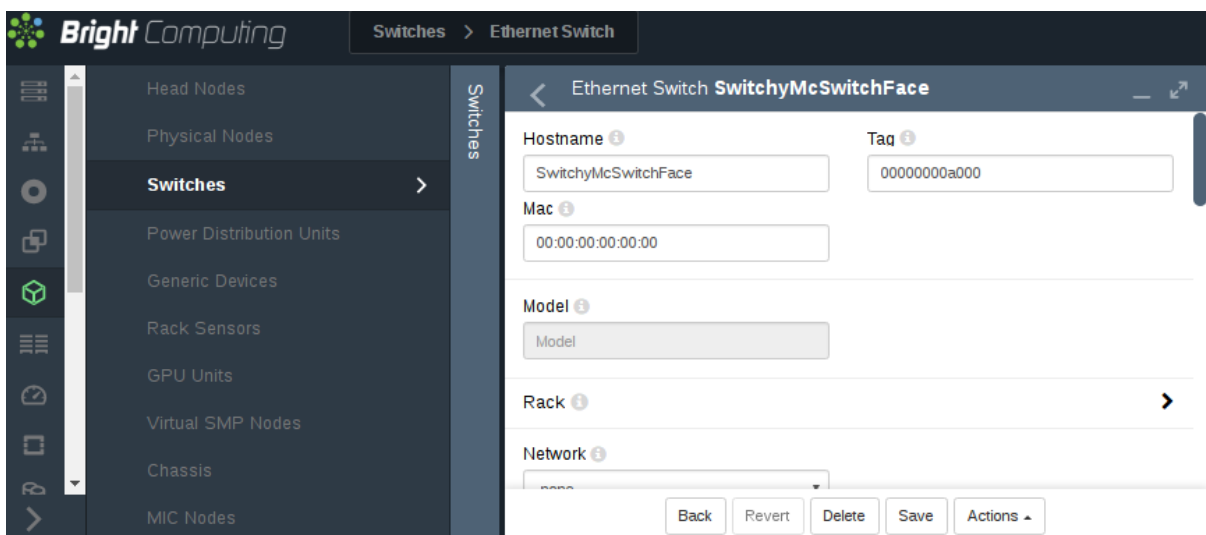 Bright Computing
Switches > Ethernet Switch
Head Nodes
Physical Nodes
Switches
Power Distribution Units
Generic Devices
Rack Sensors
GPU Units
Virtual SMP Nodes
Chassis
MIC Nodes
Switches
Ethernet Switch SwitchyMcSwitchFace
Hostname
Tag
SwitchyMcSwitchFace
00000000a000
Mac
00:00:00:00:00:00
Model
Model
Rack
Network
Back Revert Delete Save Actions